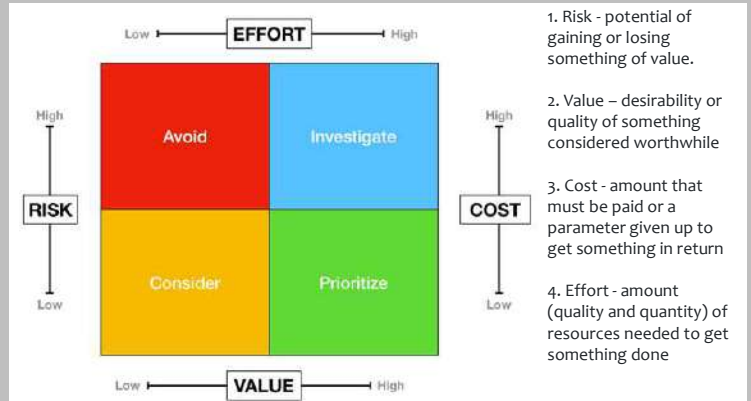 Low EFFORT High
High
Avoid
Investigate
High
RISK
COST
Consider
Prioritize
Low
Low
Low VALUE High
1. Risk - potential of
gaining or losing
something of value.
2. Value – desirability or
quality of something
considered worthwhile
3. Cost - amount that
must be paid or a
parameter given up to
get something in return
4. Effort - amount
(quality and quantity) of
resources needed to get
something done